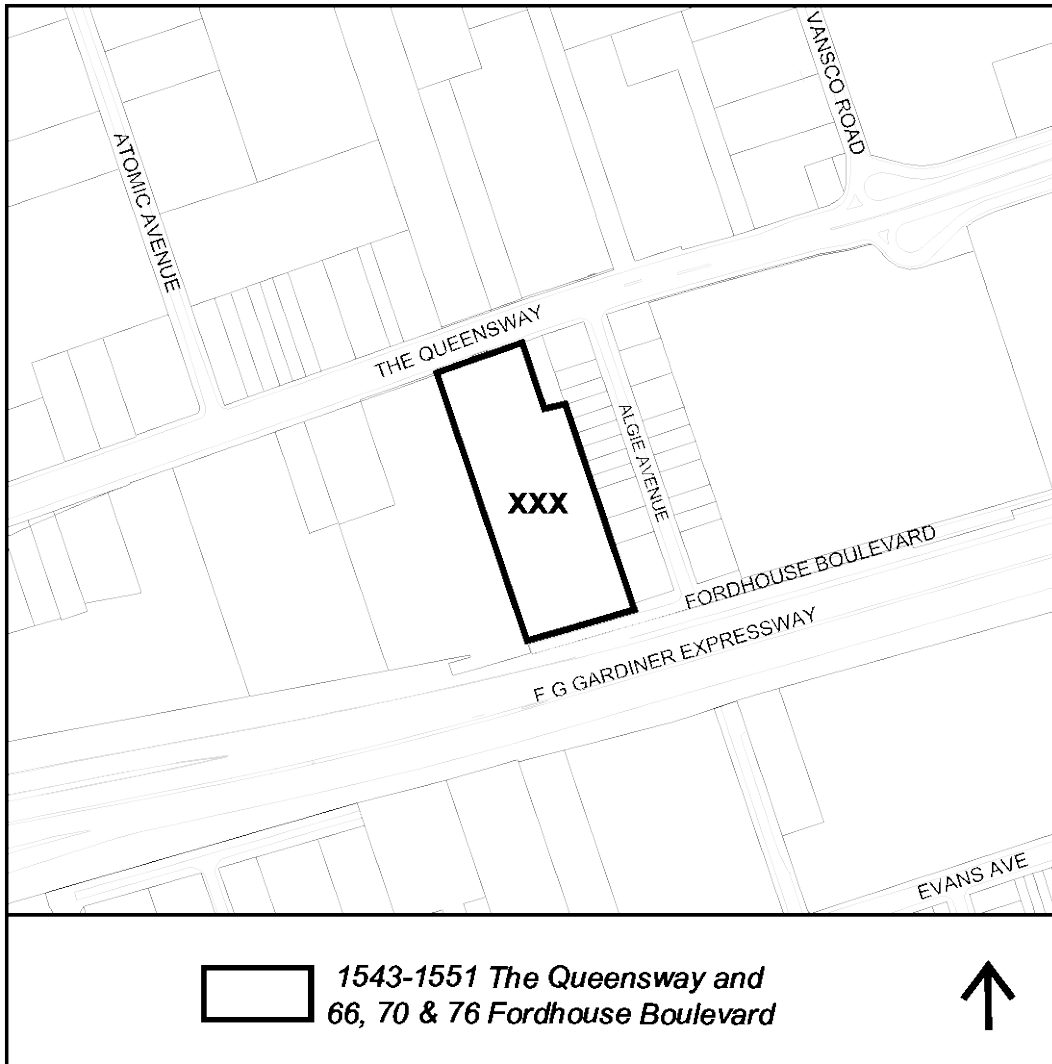 VANSCO ROAD
ATOMIC AVENUE
THE QUEENSWAY
ALGIE AVENUE
XXX
FORDHOUSE BOULEVARD
F G GARDINER EXPRESSWAY
EVANS AVE
1543-1551 The Queensway and
66, 70 & 76 Fordhouse Boulevard